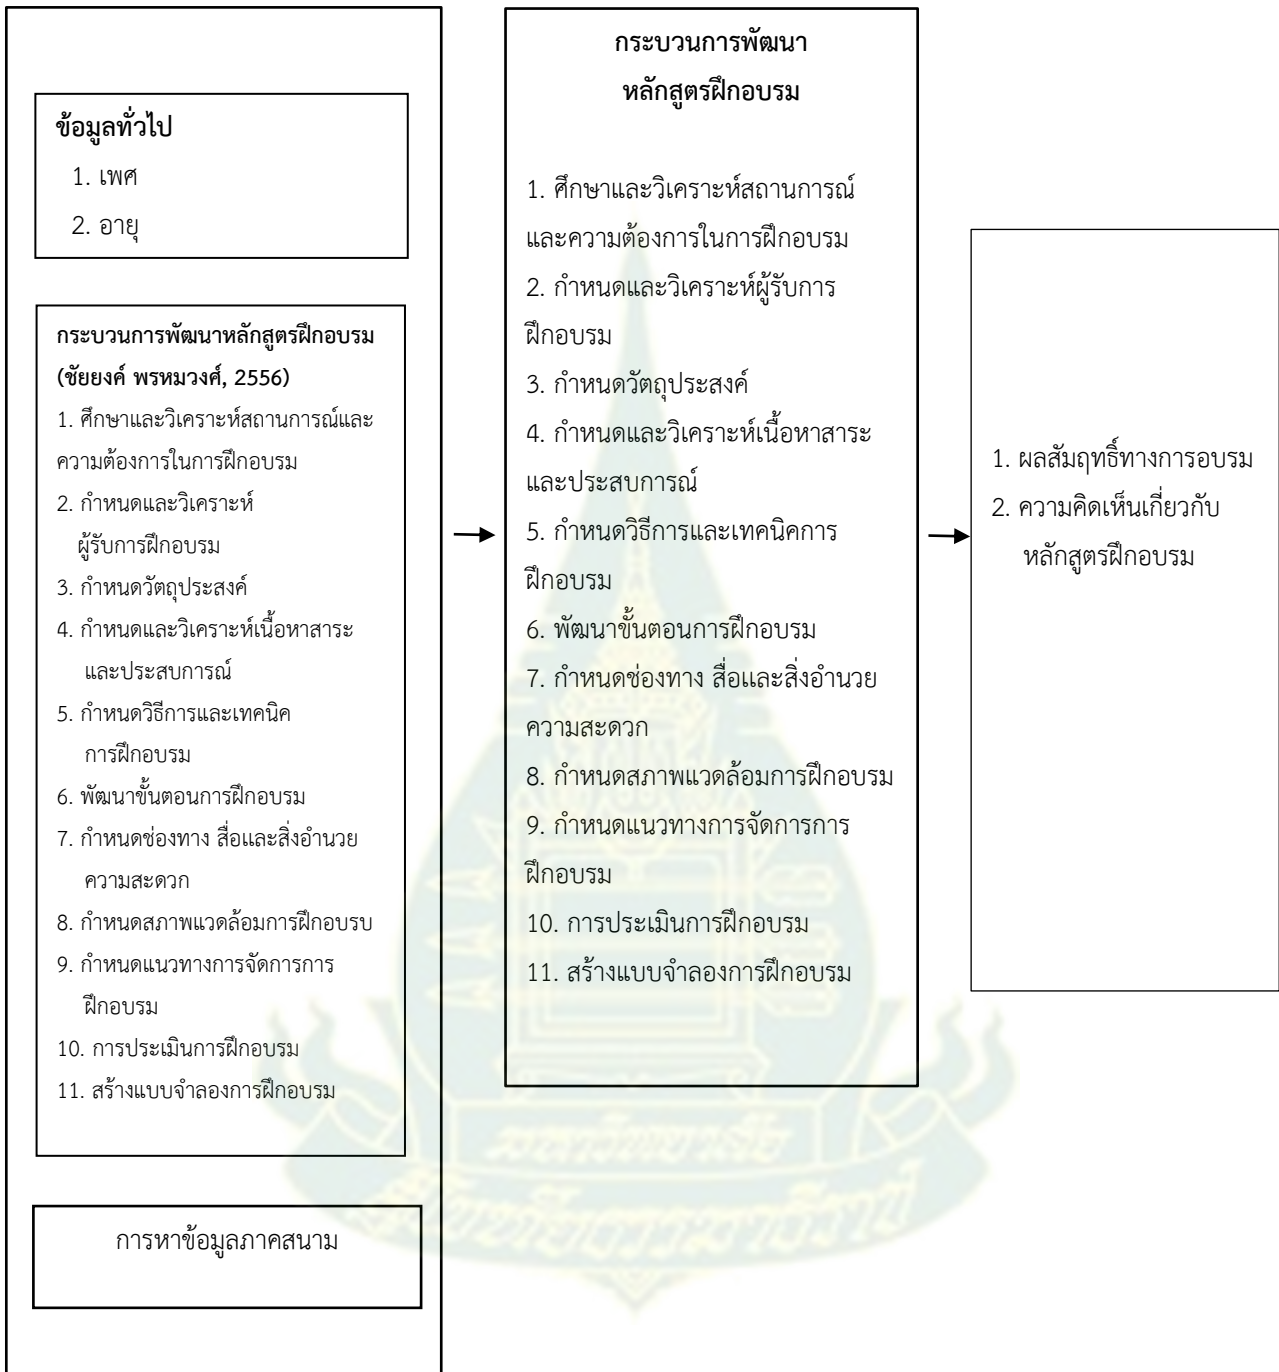 ข้อมูลทั่วไป
1. เพศ
2. อายุ
กระบวนการพัฒนาหลักสูตรฝึกอบรม
(ชัยยงค์ พรหมวงศ์, 2556)
1. ศึกษาและวิเคราะห์สถานการณ์และ
ความต้องการในการฝึกอบรม
2. กำหนดและวิเคราะห์
ผู้รับการฝึกอบรม
3. กำหนดวัตถุประสงค์
4. กำหนดและวิเคราะห์เนื้อหาสาระ
และประสบการณ์
5. กำหนดวิธีการและเทคนิค
การฝึกอบรม
6. พัฒนาขั้นตอนการฝึกอบรม
7. กำหนดช่องทาง สื่อและสิ่งอำนวย
ความสะดวก
8. กำหนดสภาพแวดล้อมการฝึกอบรบ
9. กำหนดแนวทางการจัดการการ
ฝึกอบรม
10. การประเมินการฝึกอบรม
11. สร้างแบบจำลองการฝึกอบรม
การหาข้อมูลภาคสนาม
กระบวนการพัฒนา
หลักสูตรฝึกอบรม
1. ศึกษาและวิเคราะห์สถานการณ์
และความต้องการในการฝึกอบรม
2. กำหนดและวิเคราะห์ผู้รับการ
ฝึกอบรม
3. กำหนดวัตถุประสงค์
4. กำหนดและวิเคราะห์เนื้อหาสาระ
และประสบการณ์
5. กำหนดวิธีการและเทคนิคการ
ฝึกอบรม
6. พัฒนาขั้นตอนการฝึกอบรม
7. กำหนดช่องทาง สื่อและสิ่งอำนวย
ความสะดวก
8. กำหนดสภาพแวดล้อมการฝึกอบรม
9. กำหนดแนวทางการจัดการการ
ฝึกอบรม
10. การประเมินการฝึกอบรม
11. สร้างแบบจำลองการฝึกอบรม
1. ผลสัมฤทธิ์ทางการอบรม
2. ความคิดเห็นเกี่ยวกับ
หลักสูตรฝึกอบรม
มหาวิทยาลัย
สุโขทัยธรรมาธิราช